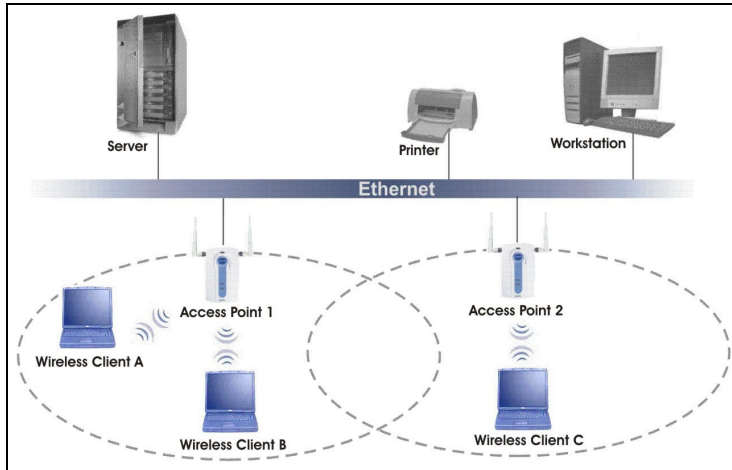 Server
Printer
Workstation
Ethernet
Access Point 1
Access Point 2
Wireless Client A
Wireless Client B
Wireless Client C